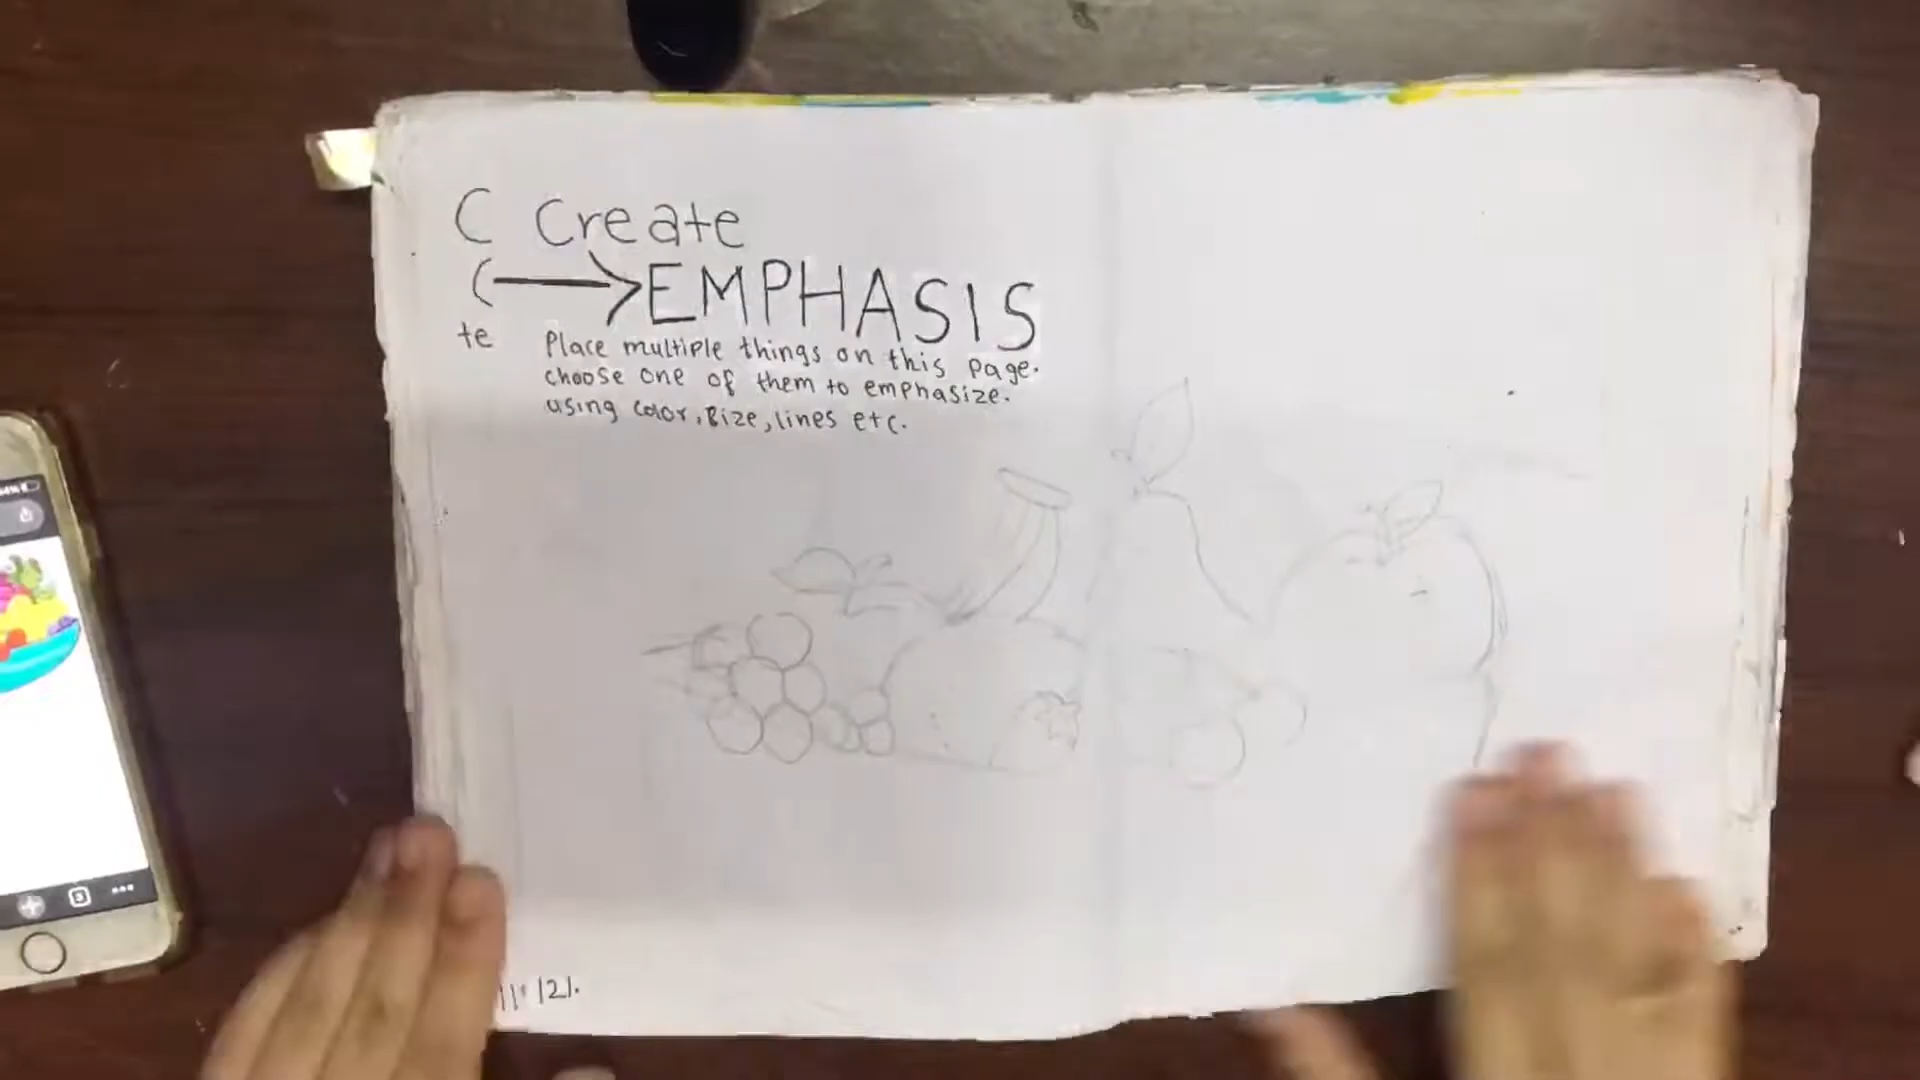 C Create
( → EMPHASIS
te Place multiple things on this page.
choose one of them to emphasize.
using color, Size, lines etc.
11 121.